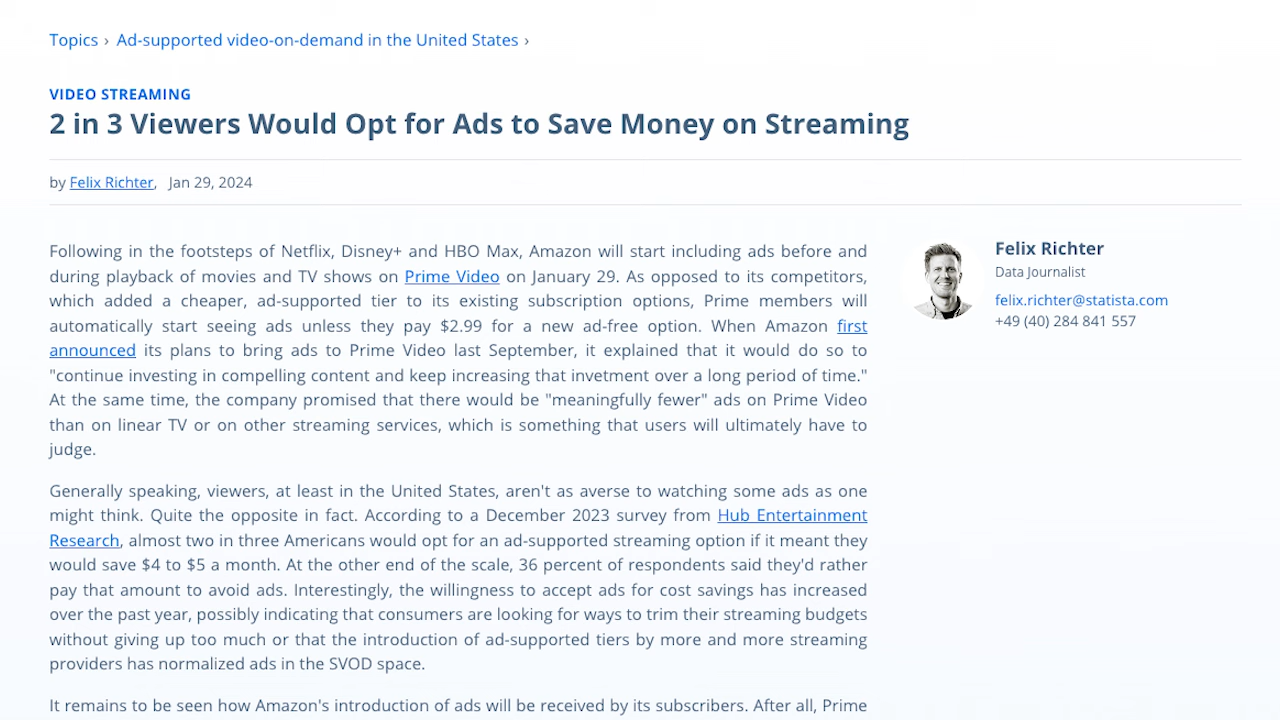 Topics › Ad-supported video-on-demand in the United States ›
VIDEO STREAMING
2 in 3 Viewers Would Opt for Ads to Save Money on Streaming
by Felix Richter, Jan 29, 2024
Following in the footsteps of Netflix, Disney+ and HBO Max, Amazon will start including ads before and
during playback of movies and TV shows on Prime Video on January 29. As opposed to its competitors,
which added a cheaper, ad-supported tier to its existing subscription options, Prime members will
automatically start seeing ads unless they pay $2.99 for a new ad-free option. When Amazon first
announced its plans to bring ads to Prime Video last September, it explained that it would do so to
"continue investing in compelling content and keep increasing that invetment over a long period of time."
At the same time, the company promised that there would be "meaningfully fewer" ads on Prime Video
than on linear TV or on other streaming services, which is something that users will ultimately have to
judge.
Generally speaking, viewers, at least in the United States, aren't as averse to watching some ads as one
might think. Quite the opposite in fact. According to a December 2023 survey from Hub Entertainment
Research, almost two in three Americans would opt for an ad-supported streaming option if it meant they
would save $4 to $5 a month. At the other end of the scale, 36 percent of respondents said they'd rather
pay that amount to avoid ads. Interestingly, the willingness to accept ads for cost savings has increased
over the past year, possibly indicating that consumers are looking for ways to trim their streaming budgets
without giving up too much or that the introduction of ad-supported tiers by more and more streaming
providers has normalized ads in the SVOD space.
It remains to be seen how Amazon's introduction of ads will be received by its subscribers. After all, Prime
Felix Richter
Data Journalist
felix.richter@statista.com
+49 (40) 284 841 557